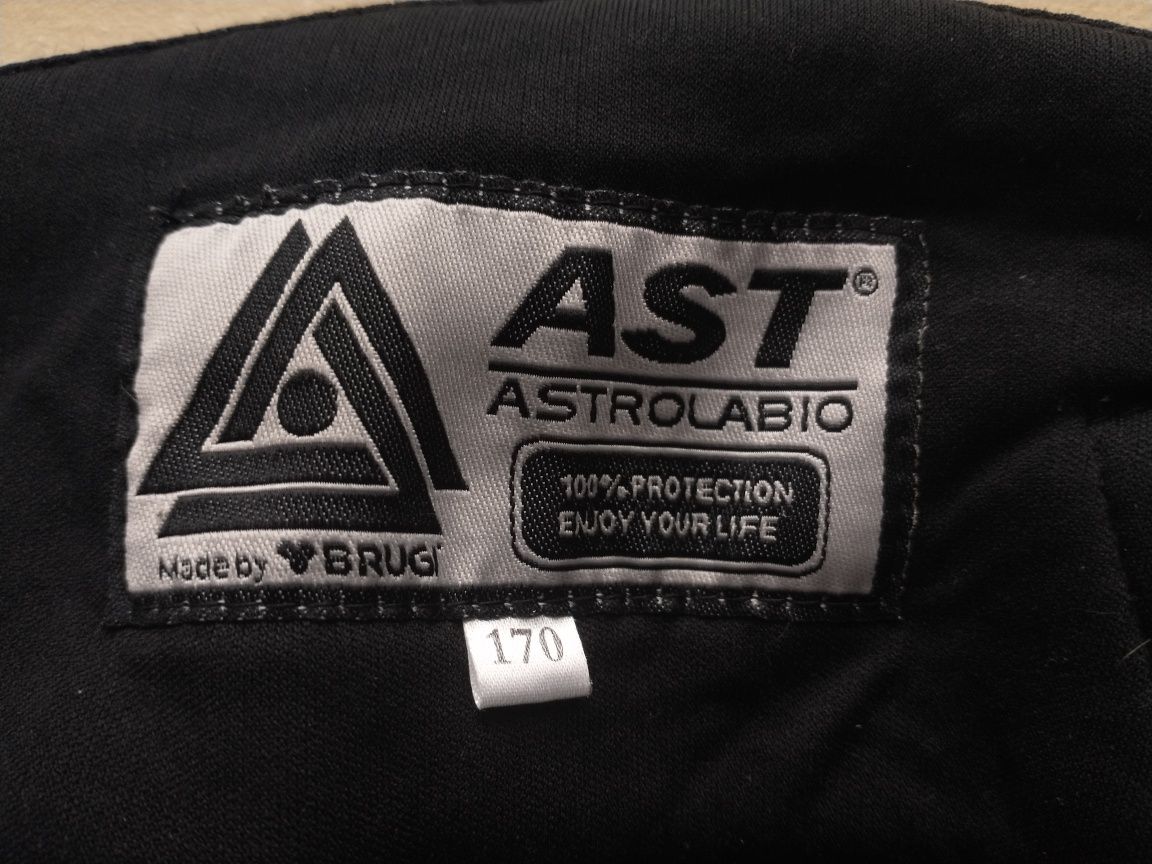 AST®
ASTROLABIO
100% PROTECTION
ENJOY YOUR LIFE
Made by BRUGI
170